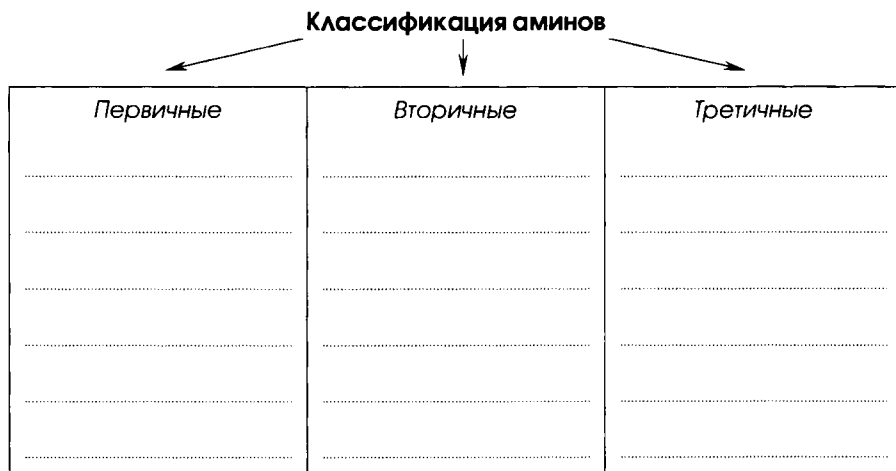 Классификация аминов
Первичные Вторичные Третичные